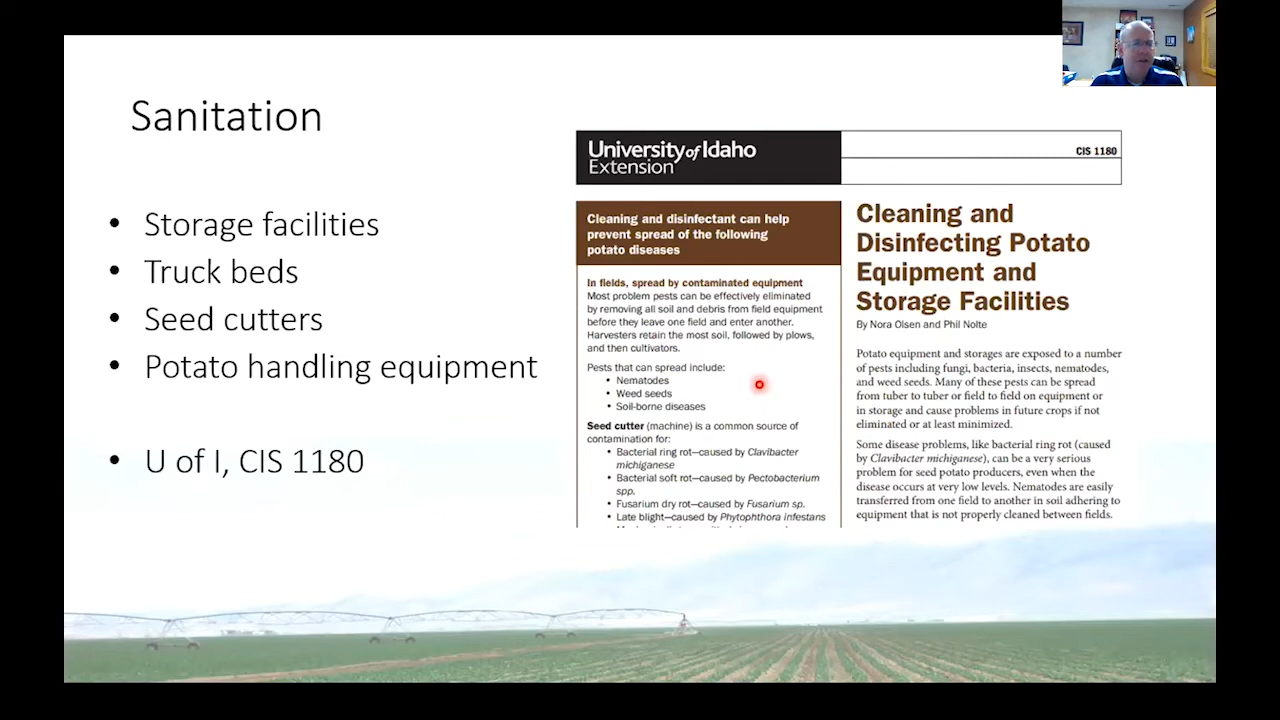 Sanitation
• Storage facilities
• Truck beds
• Seed cutters
• Potato handling equipment
• U of I, CIS 1180
University of Idaho
Extension
CIS 1180
Cleaning and disinfectant can help
prevent spread of the following
potato diseases
In fields, spread by contaminated equipment
Most problem pests can be effectively eliminated
by removing all soil and debris from field equipment
before they leave one field and enter another.
Harvesters retain the most soil, followed by plows,
and then cultivators.
Pests that can spread include:
• Nematodes
• Weed seeds
• Soil-borne diseases
Seed cutter (machine) is a common source of
contamination for:
• Bacterial ring rot—caused by Clavibacter
michiganese
• Bacterial soft rot—caused by Pectobacterium
spp.
• Fusarium dry rot—caused by Fusarium sp.
• Late blight—caused by Phytophthora infestans
Cleaning and
Disinfecting Potato
Equipment and
Storage Facilities
By Nora Olsen and Phil Nolte
Potato equipment and storages are exposed to a number
of pests including fungi, bacteria, insects, nematodes,
and weed seeds. Many of these pests can be spread
from tuber to tuber or field to field on equipment or
in storage and cause problems in future crops if not
eliminated or at least minimized.
Some disease problems, like bacterial ring rot (caused
by Clavibacter michiganese), can be a very serious
problem for seed potato producers, even when the
disease occurs at very low levels. Nematodes are easily
transferred from one field to another in soil adhering to
equipment that is not properly cleaned between fields.